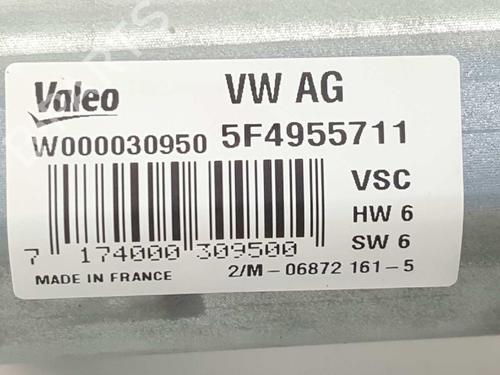 Valeo
VW AG
W000030950 5F4955711
VSC
HW 6
SW 6
7 174000 309500
MADE IN FRANCE
2/M-06872 161-5